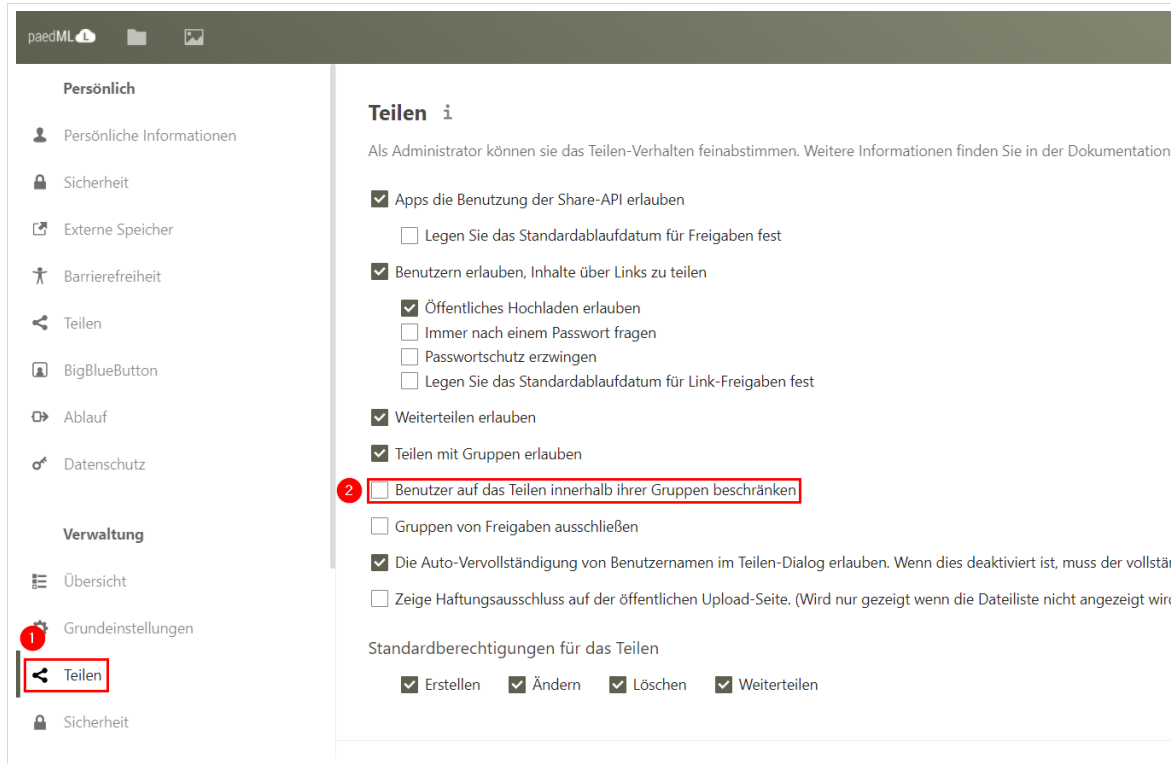 paedML L
Persönlich
Persönliche Informationen
Sicherheit
Externe Speicher
Barrierefreiheit
Teilen
BigBlueButton
Ablauf
Datenschutz
Verwaltung
Übersicht
Grundeinstellungen
1
Teilen
Sicherheit
Teilen i
Als Administrator können sie das Teilen-Verhalten feinabstimmen. Weitere Informationen finden Sie in der Dokumentation
Apps die Benutzung der Share-API erlauben
Legen Sie das Standardablaufdatum für Freigaben fest
Benutzern erlauben, Inhalte über Links zu teilen
Öffentliches Hochladen erlauben
Immer nach einem Passwort fragen
Passwortschutz erzwingen
Legen Sie das Standardablaufdatum für Link-Freigaben fest
Weiterteilen erlauben
Teilen mit Gruppen erlauben
2 Benutzer auf das Teilen innerhalb ihrer Gruppen beschränken
Gruppen von Freigaben ausschließen
Die Auto-Vervollständigung von Benutzernamen im Teilen-Dialog erlauben. Wenn dies deaktiviert ist, muss der
Zeige Haftungsausschluss auf der öffentlichen Upload-Seite. (Wird nur gezeigt wenn die Dateiliste nicht angezeigt
Standardberechtigungen für das Teilen
Erstellen Ändern Löschen Weiterteilen